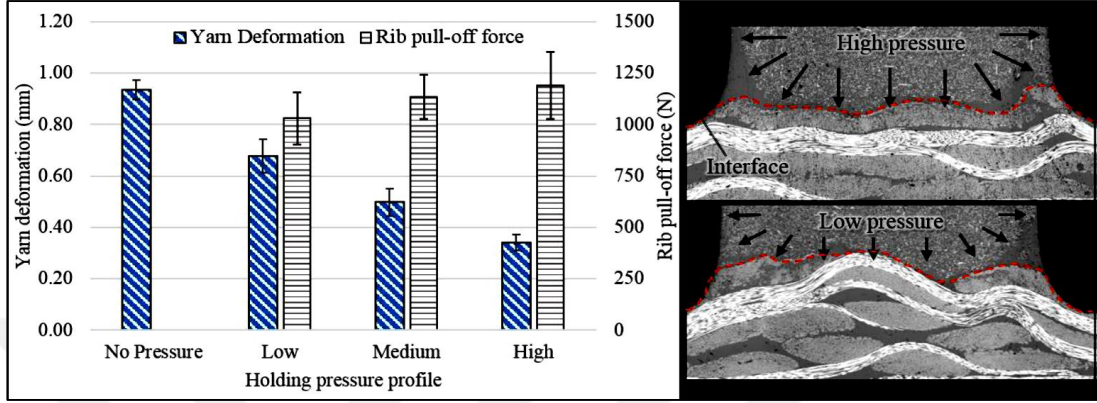 1.20
1.00
0.80
0.60
0.40
0.20
0.00
Yarn deformation (mm)
Yarn Deformation
Rib pull-off force
1500
1250
1000
750
500
250
0
Rib pull-off force (N)
No Pressure Low Medium High
Holding pressure profile
High pressure
Interface
Low pressure